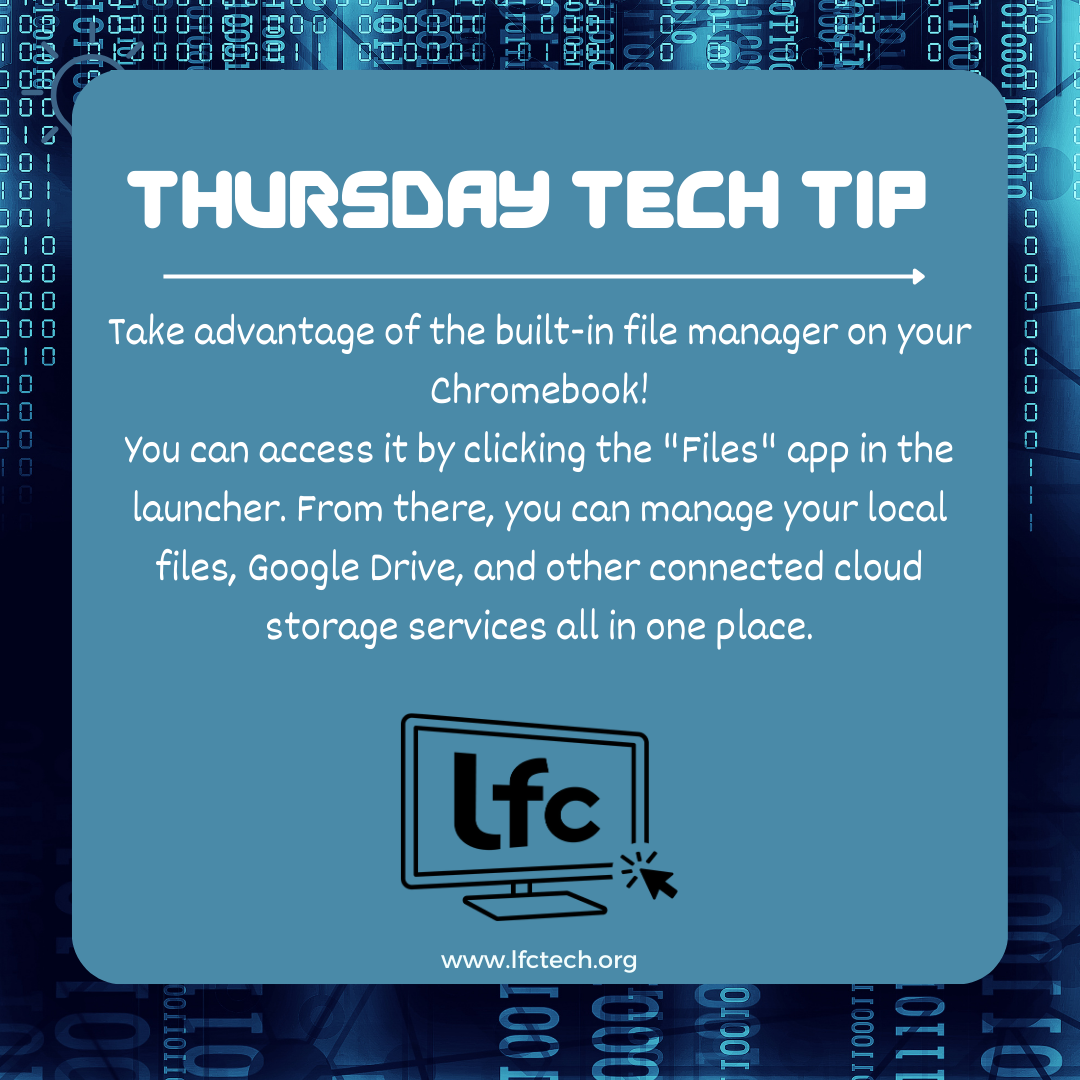 THURSDAY TECH TIP
Take advantage of the built-in file manager on your
Chromebook!
You can access it by clicking the "Files" app in the
launcher. From there, you can manage your local
files, Google Drive, and other connected cloud
storage services all in one place.
lfc
www.lfctech.org